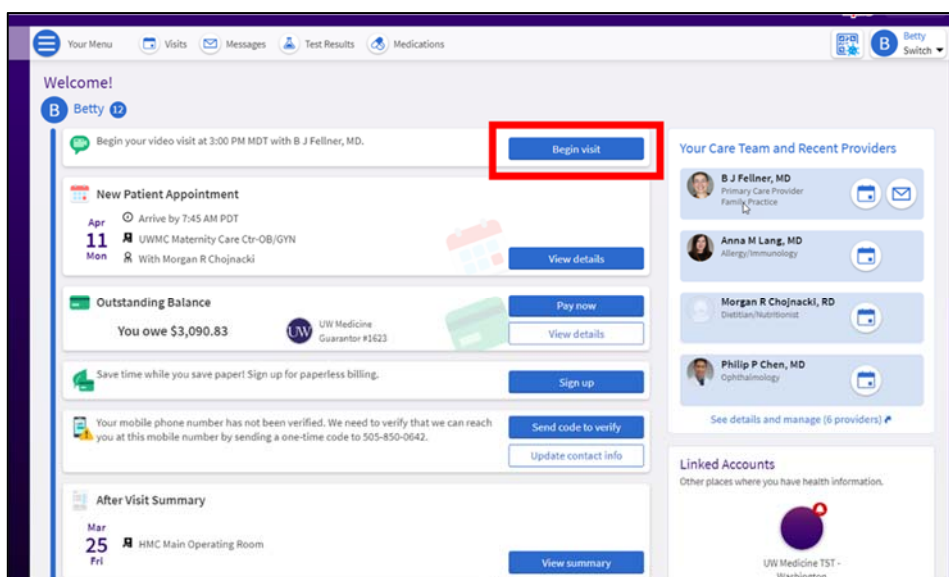 Your Menu
Visits
Messages
Test Results
Medications
B
Betty
Switch
Welcome!
B Betty 12
Begin your video visit at 3:00 PM MDT with B J Fellner, MD.
Begin visit
New Patient Appointment
Apr
11
Mon
Arrive by 7:45 AM PDT
UWMC Maternity Care Ctr-OB/GYN
With Morgan R Chojnacki
View details
Outstanding Balance
You owe $3,090.83
UW
UW Medicine
Guarantor #1623
Pay now
View details
Save time while you save paper! Sign up for paperless billing.
Sign up
Your mobile phone number has not been verified. We need to verify that we can reach
you at this mobile number by sending a one-time code to 505-850-0642.
Send code to verify
Update contact info
After Visit Summary
Mar
25
Fri
HMC Main Operating Room
View summary
Your Care Team and Recent Providers
B J Fellner, MD
Primary Care Provider
Family Practice
Anna M Lang, MD
Allergy/Immunology
Morgan R Chojnacki, RD
Dietitian/Nutritionist
Philip P Chen, MD
Ophthalmology
See details and manage (6 providers)
Linked Accounts
Other places where you have health information.
UW Medicine TST -
Washington